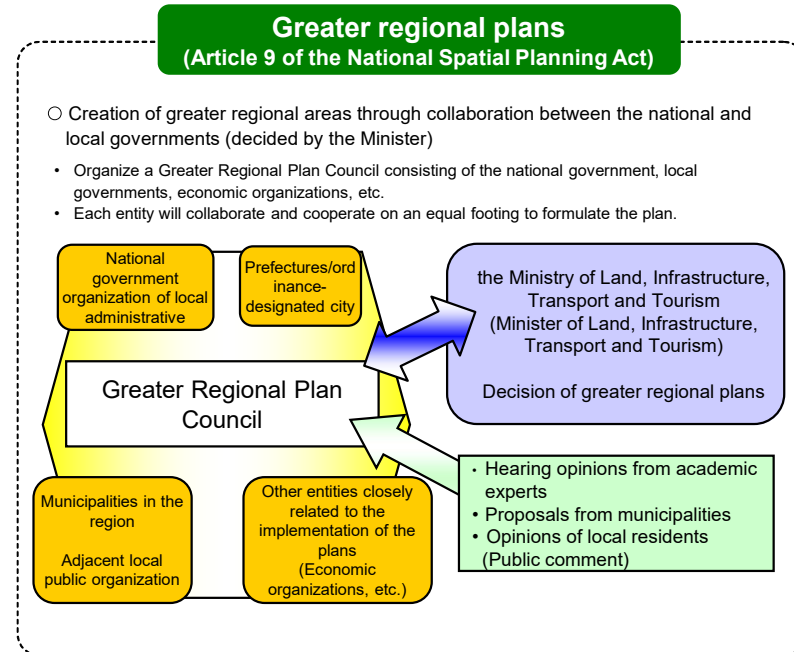 Greater regional plans
(Article 9 of the National Spatial Planning Act)
○ Creation of greater regional areas through collaboration between the national and
local governments (decided by the Minister)
• Organize a Greater Regional Plan Council consisting of the national government, local
governments, economic organizations, etc.
• Each entity will collaborate and cooperate on an equal footing to formulate the plan.
National
government
organization of local
administrative
Prefectures/ord
inance-
designated city
the Ministry of Land, Infrastructure,
Transport and Tourism
(Minister of Land, Infrastructure,
Transport and Tourism)
Decision of greater regional plans
Greater Regional Plan
Council
Municipalities in the
region
Adjacent local
public organization
Other entities closely
related to the
implementation of the
plans
(Economic
organizations, etc.)
・Hearing opinions from academic
experts
• Proposals from municipalities
• Opinions of local residents
(Public comment)